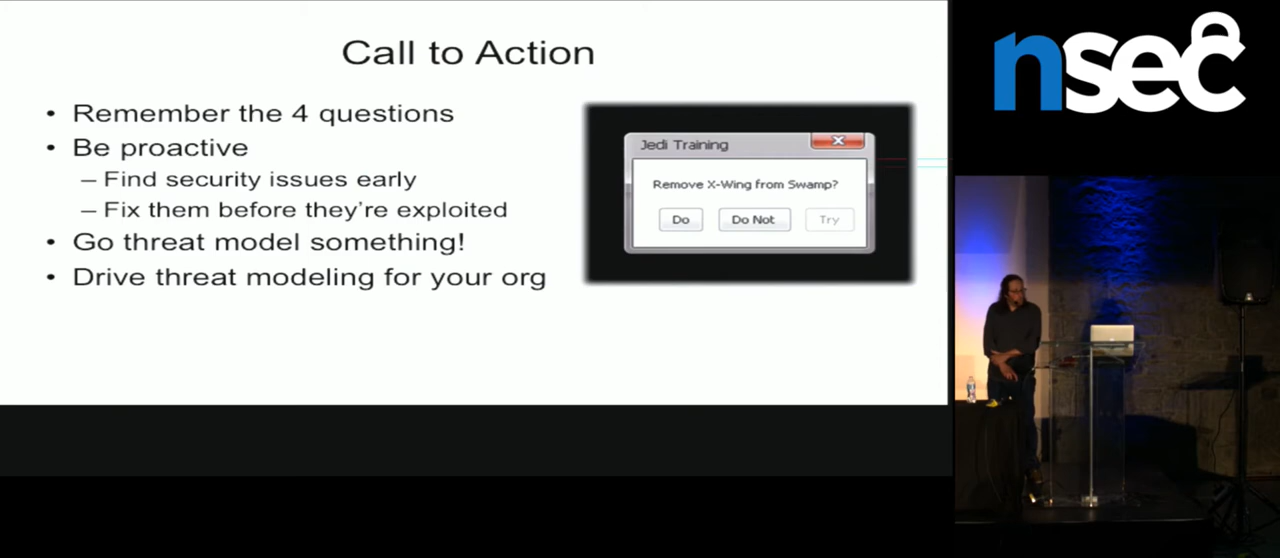 Call to Action
• Remember the 4 questions
• Be proactive
– Find security issues early
– Fix them before they're exploited
• Go threat model something!
• Drive threat modeling for your org
Jedi Training
Remove X-Wing from Swamp?
Do
Do Not
Try
nsec